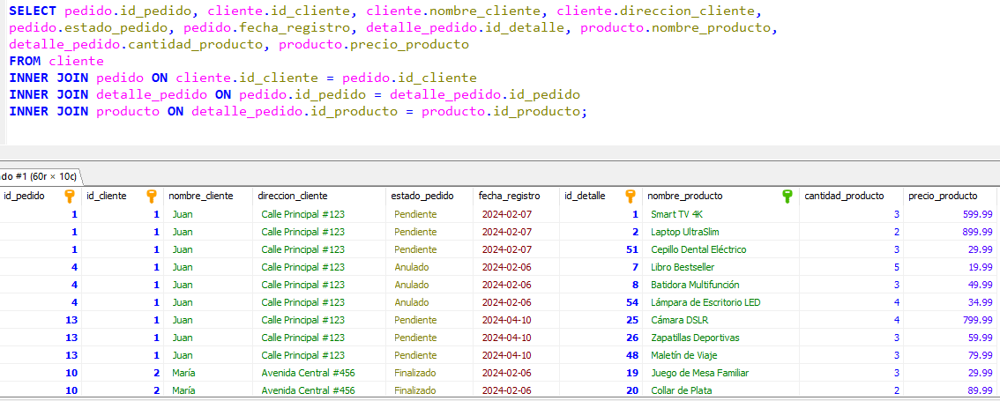 SELECT pedido.id_pedido, cliente.id_cliente, cliente.nombre_cliente, cliente.direccion_cliente,
pedido.estado_pedido, pedido.fecha_registro, detalle_pedido.id_detalle, producto.nombre_producto,
detalle_pedido.cantidad_producto, producto.precio_producto
FROM cliente
INNER JOIN pedido ON cliente.id_cliente = pedido.id_cliente
INNER JOIN detalle_pedido ON pedido.id_pedido = detalle_pedido.id_pedido
INNER JOIN producto ON detalle_pedido.id_producto = producto.id_producto;
do #1 (60r × 10c)
id_pedido id_cliente nombre_cliente direccion_cliente estado_pedido fecha_registro id_detalle nombre_producto cantidad_producto precio_producto
1 1 Juan Calle Principal #123 Pendiente 2024-02-07 1 Smart TV 4K 3 599.99
1 1 Juan Calle Principal #123 Pendiente 2024-02-07 2 Laptop UltraSlim 2 899.99
1 1 Juan Calle Principal #123 Pendiente 2024-02-07 51 Cepillo Dental Eléctrico 3 29.99
4 1 Juan Calle Principal #123 Anulado 2024-02-06 7 Libro Bestseller 5 19.99
4 1 Juan Calle Principal #123 Anulado 2024-02-06 8 Batidora Multifunción 3 49.99
4 1 Juan Calle Principal #123 Anulado 2024-02-06 54 Lámpara de Escritorio LED 4 34.99
13 1 Juan Calle Principal #123 Pendiente 2024-04-10 25 Cámara DSLR 4 799.99
13 1 Juan Calle Principal #123 Pendiente 2024-04-10 26 Zapatillas Deportivas 3 59.99
13 1 Juan Calle Principal #123 Pendiente 2024-04-10 48 Maletín de Viaje 3 79.99
10 2 María Avenida Central #456 Finalizado 2024-02-06 19 Juego de Mesa Familiar 3 29.99
10 2 María Avenida Central #456 Finalizado 2024-02-06 20 Collar de Plata 2 89.99